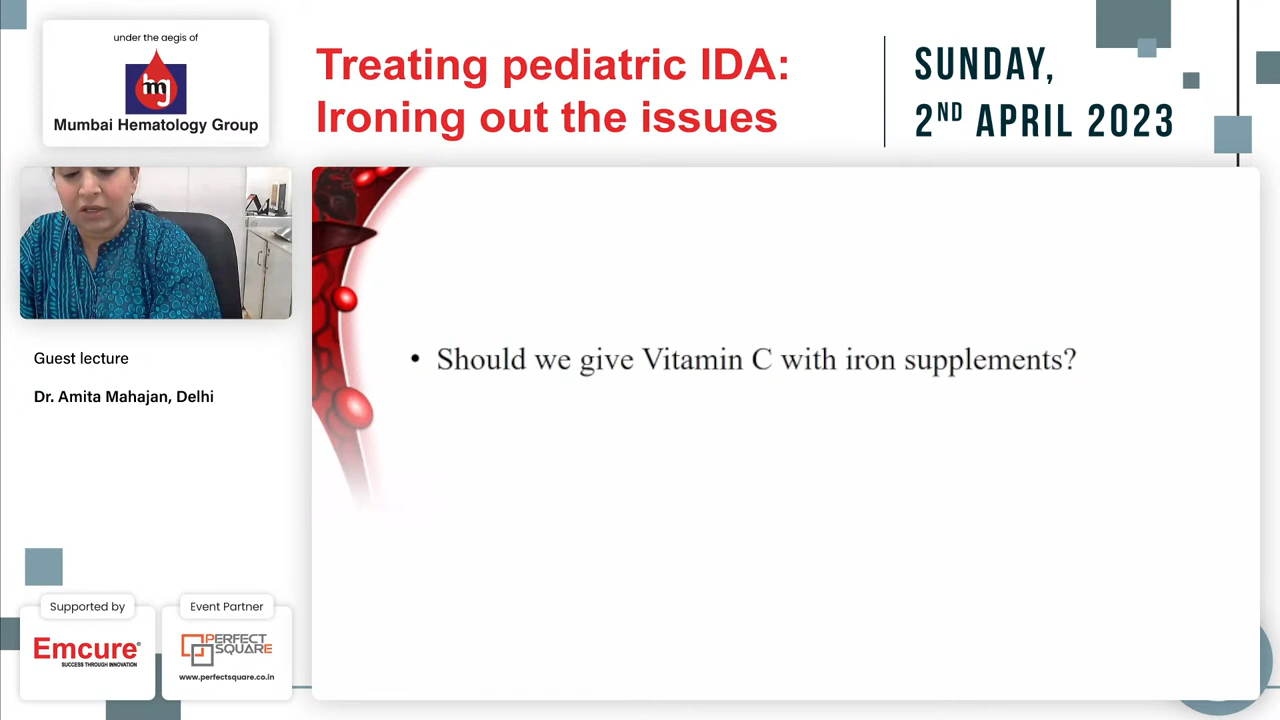 under the aegis of
hmg
Mumbai Hematology Group
Treating pediatric IDA:
Ironing out the issues
SUNDAY,
2ND APRIL 2023
Guest lecture
Dr. Amita Mahajan, Delhi
• Should we give Vitamin C with iron supplements?
Supported by
Emcure®
SUCCESS THROUGH INNOVATION
Event Partner
PERFECT
SQUARE
www.perfectsquare.co.in